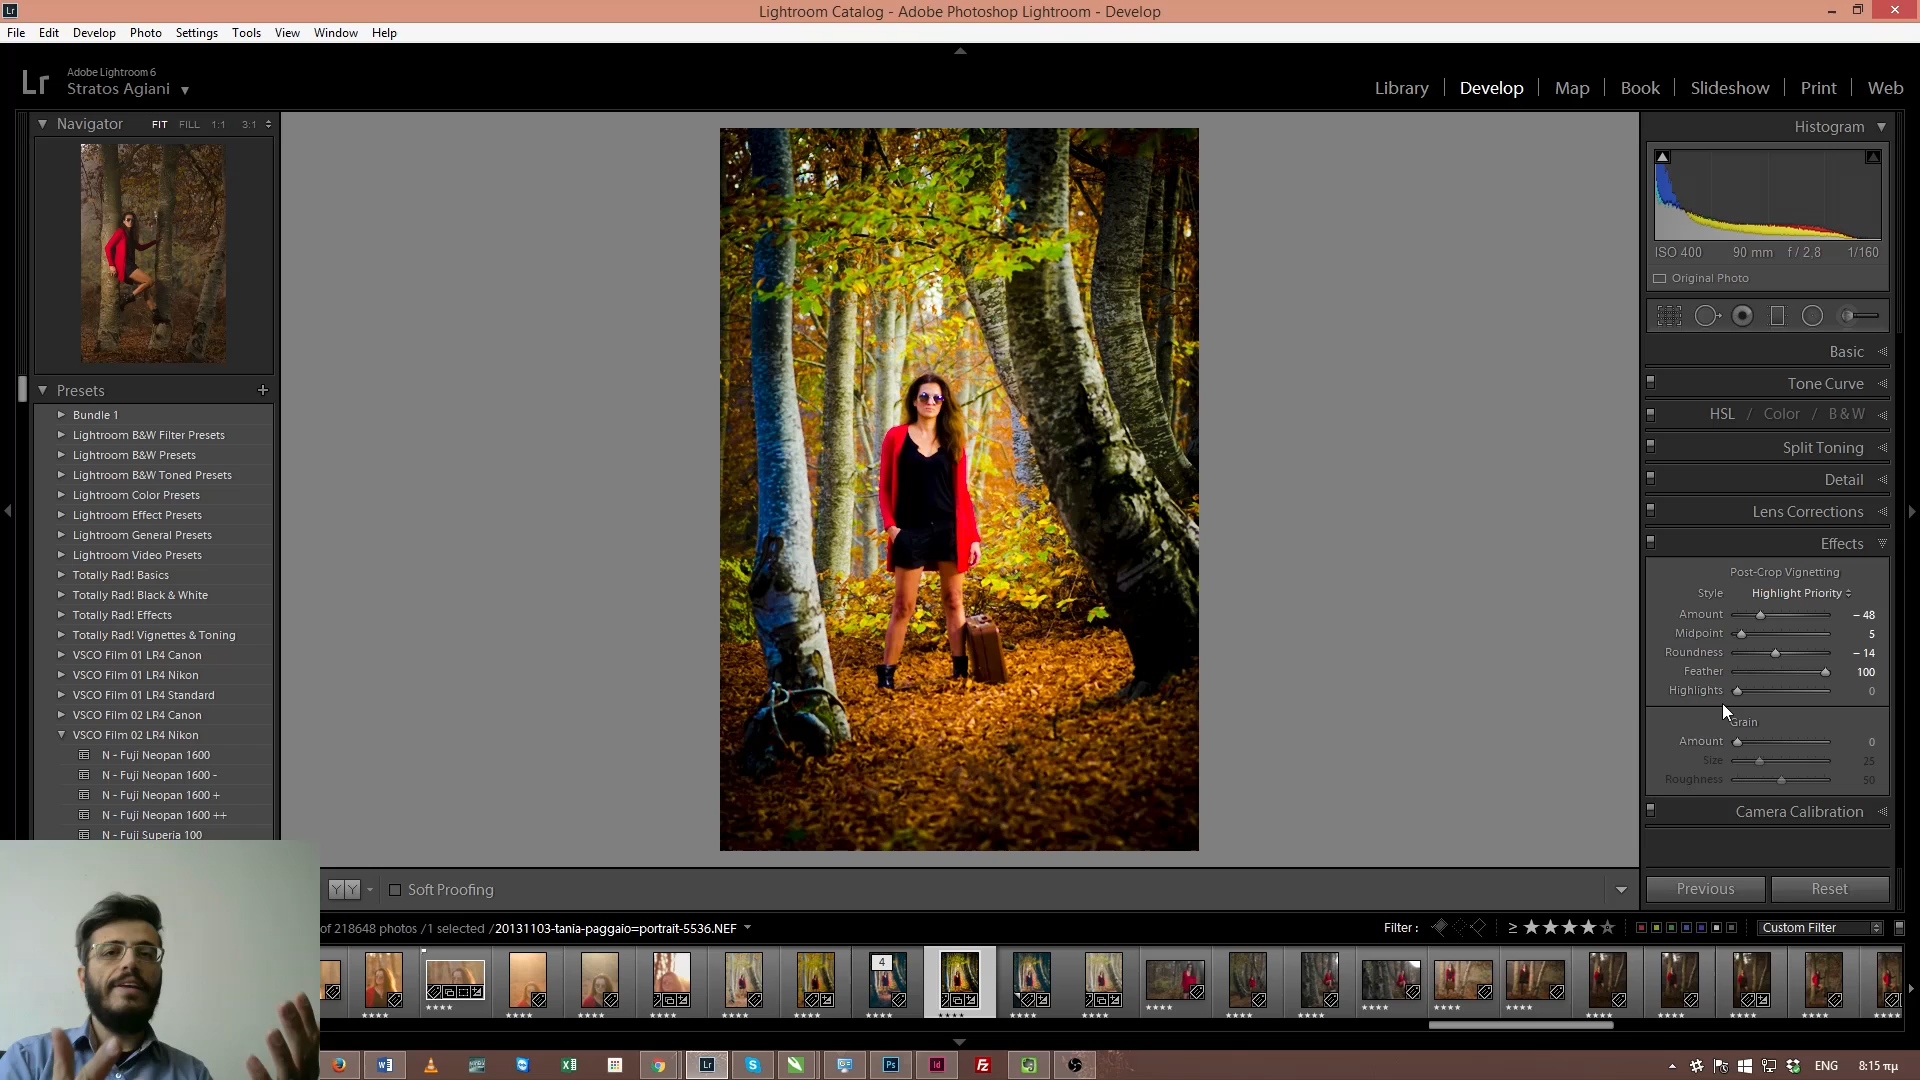 Lr
Lightroom Catalog - Adobe Photoshop Lightroom - Develop
File Edit Develop Photo Settings Tools View Window Help
Lr
Adobe Lightroom 6
Stratos Agiani
Library Develop Map Book Slideshow Print Web
Navigator FIT FILL 1:1 3:1
Histogram
ISO 400 90 mm f / 2,8 1/160
Original Photo
Basic
Tone Curve
HSL / Color / B & W
Split Toning
Detail
Lens Corrections
Effects
Post-Crop Vignetting
Style Highlight Priority
Amount − 48
Midpoint 5
Roundness − 14
Feather 100
Highlights 0
Grain
Amount 0
Size 25
Roughness 50
Camera Calibration
Previous Reset
Presets +
Bundle 1
Lightroom B&W Filter Presets
Lightroom B&W Presets
Lightroom B&W Toned Presets
Lightroom Color Presets
Lightroom Effect Presets
Lightroom General Presets
Lightroom Video Presets
Totally Rad! Basics
Totally Rad! Black & White
Totally Rad! Effects
Totally Rad! Vignettes & Toning
VSCO Film 01 LR4 Canon
VSCO Film 01 LR4 Nikon
VSCO Film 01 LR4 Standard
VSCO Film 02 LR4 Canon
VSCO Film 02 LR4 Nikon
N - Fuji Neopan 1600
N - Fuji Neopan 1600 -
N - Fuji Neopan 1600 +
N - Fuji Neopan 1600 ++
N - Fuji Superia 100
YY Soft Proofing
of 218648 photos /1 selected /20131103-tania-paggaio=portrait-5536.NEF
Filter : ≥ ★★★★ Custom Filter
4
Lr Ps Id Fz
ENG 8:15 πμ